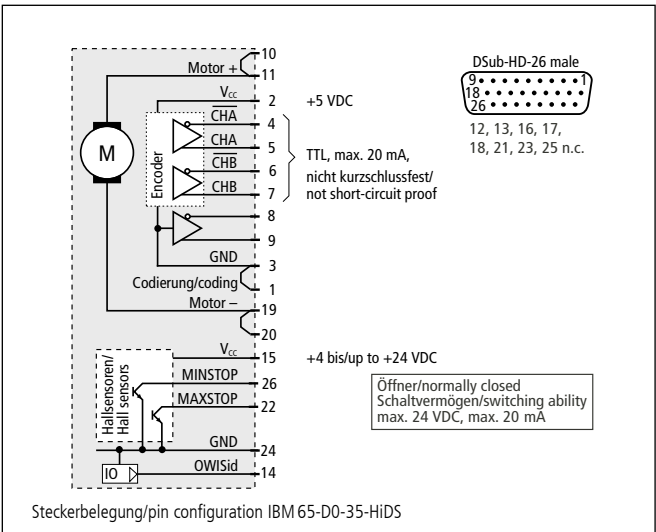 10
Motor +
11
DSub-HD-26 male
9 1
18
26
12, 13, 16, 17,
18, 21, 23, 25 n.c.
Vcc
2
+5 VDC
CHA
4
CHA
5
CHB
6
CHB
7
TTL, max. 20 mA,
nicht kurzschlussfest/
not short-circuit proof
M
Encoder
8
9
GND
3
Codierung/coding
1
Motor –
19
20
Vcc
15
+4 bis/up to +24 VDC
Hallsensoren/
Hall sensors
MINSTOP
26
MAXSTOP
22
Öffner/normally closed
Schaltvermögen/switching ability
max. 24 VDC, max. 20 mA
GND
24
IO
OWISid
14
Steckerbelegung/pin configuration IBM 65-D0-35-HiDS